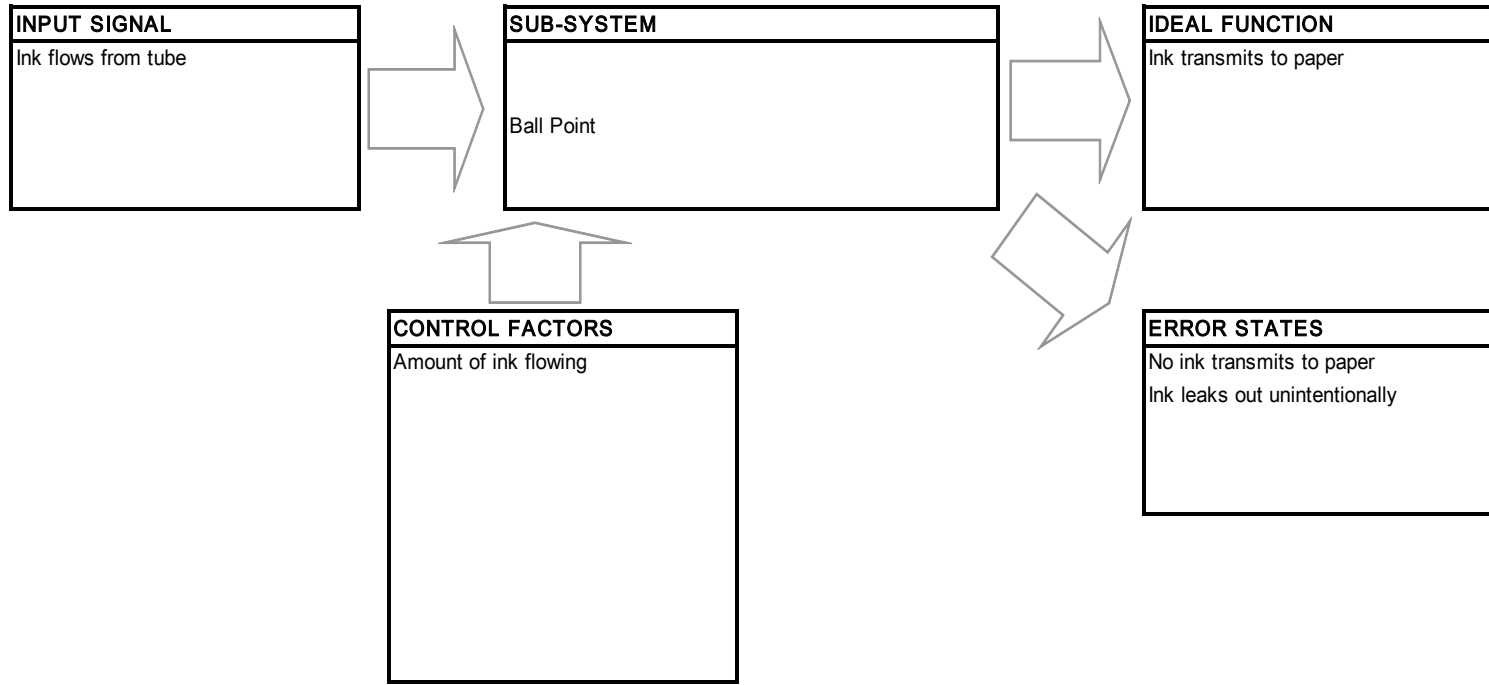 INPUT SIGNAL
Ink flows from tube
SUB-SYSTEM
Ball Point
IDEAL FUNCTION
Ink transmits to paper
CONTROL FACTORS
Amount of ink flowing
ERROR STATES
No ink transmits to paper
Ink leaks out unintentionally